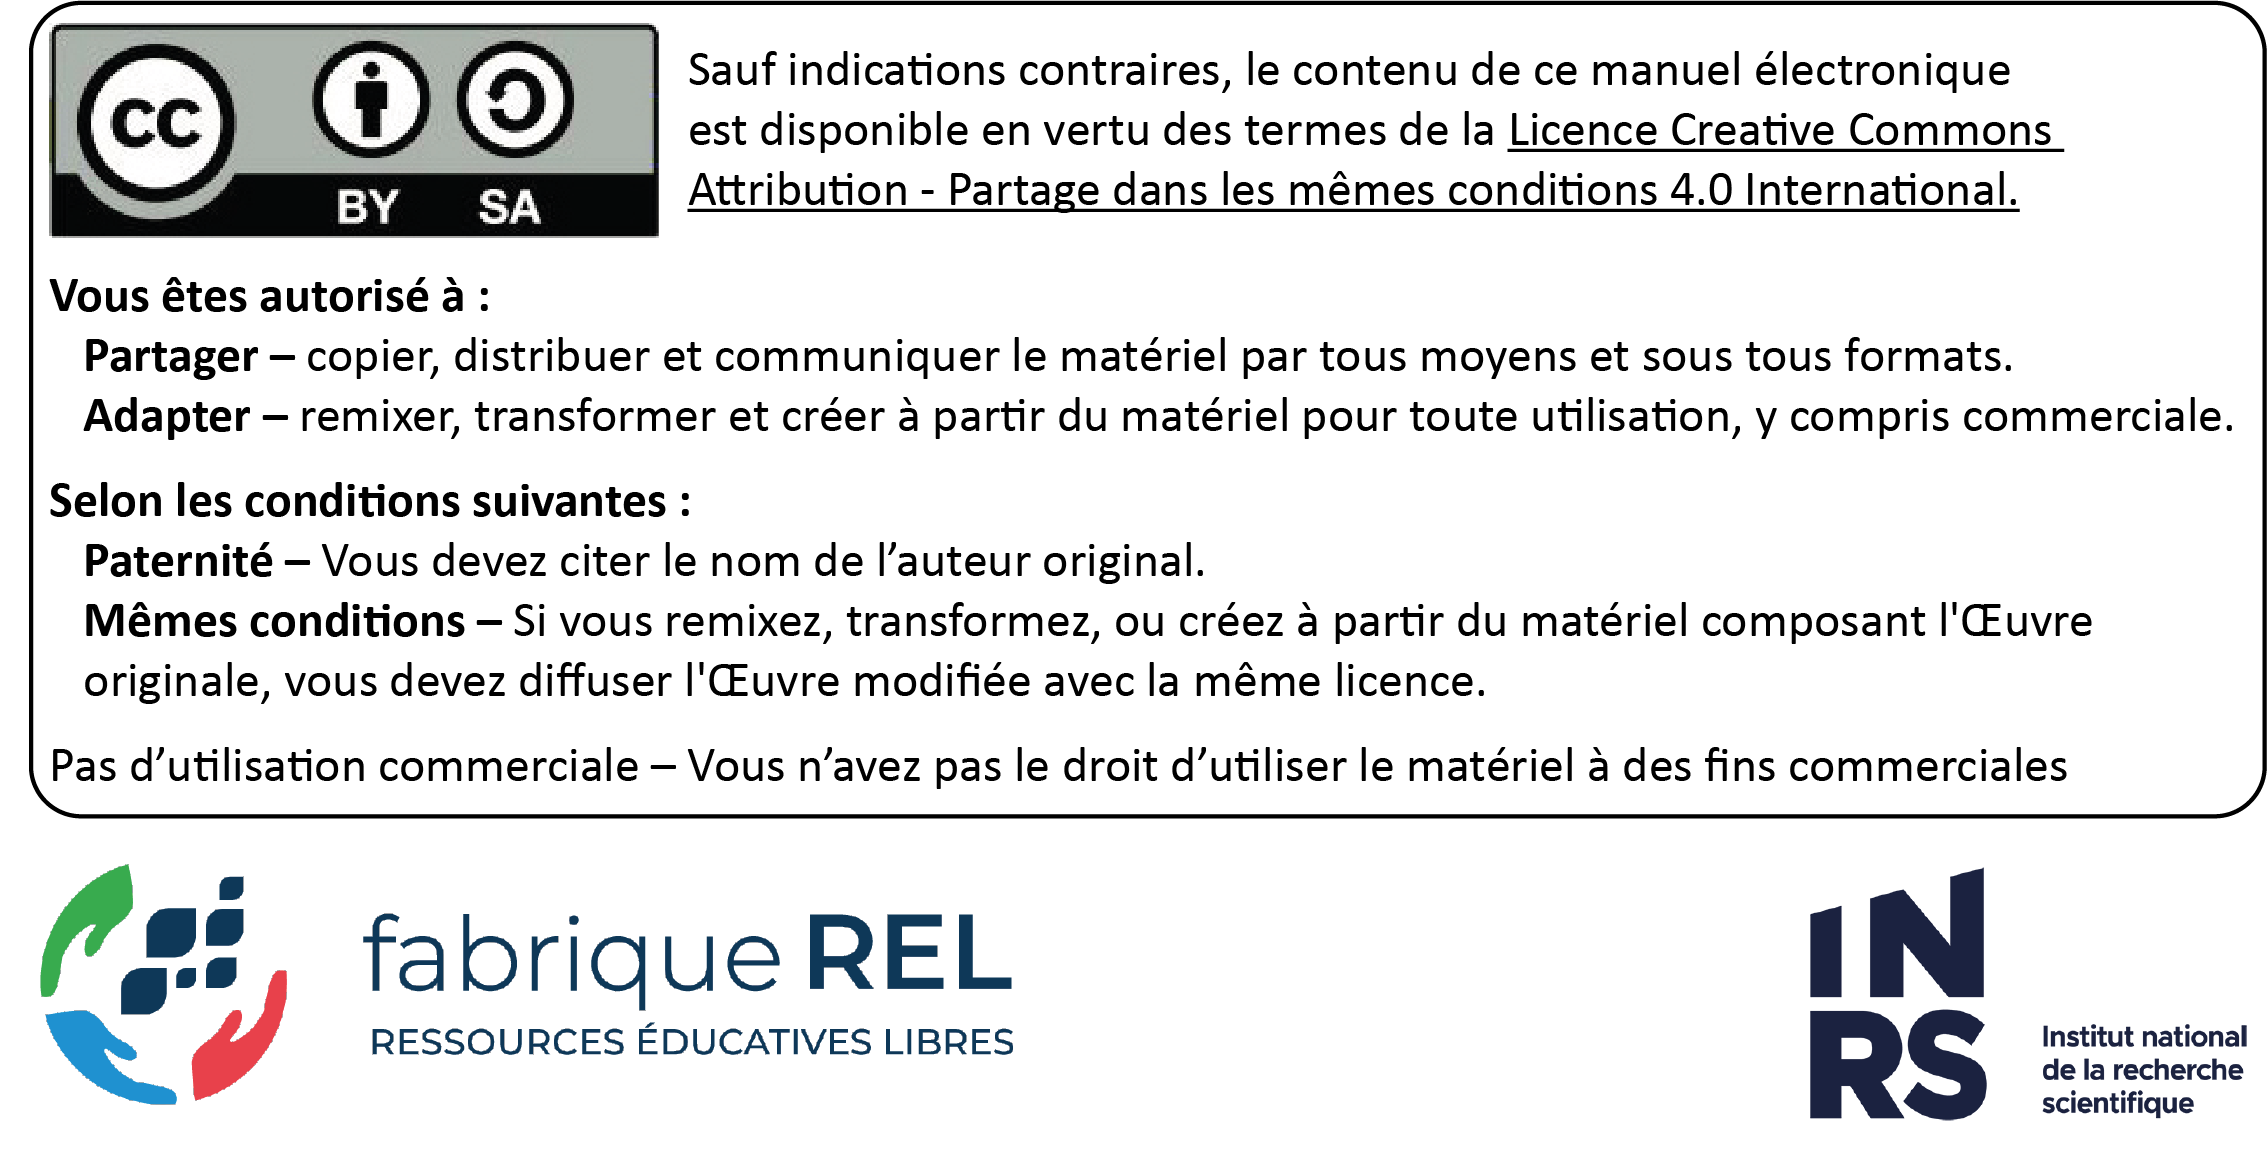 cc BY SA
Sauf indications contraires, le contenu de ce manuel électronique
est disponible en vertu des termes de la Licence Creative Commons
Attribution - Partage dans les mêmes conditions 4.0 International.
Vous êtes autorisé à :
Partager – copier, distribuer et communiquer le matériel par tous moyens et sous tous formats.
Adapter – remixer, transformer et créer à partir du matériel pour toute utilisation, y compris commerciale.
Selon les conditions suivantes :
Paternité – Vous devez citer le nom de l’auteur original.
Mêmes conditions – Si vous remixez, transformez, ou créez à partir du matériel composant l'Œuvre
originale, vous devez diffuser l'Œuvre modifiée avec la même licence.
Pas d’utilisation commerciale – Vous n’avez pas le droit d’utiliser le matériel à des fins commerciales
fabrique REL
RESSOURCES ÉDUCATIVES LIBRES
IN
RS
Institut national
de la recherche
scientifique